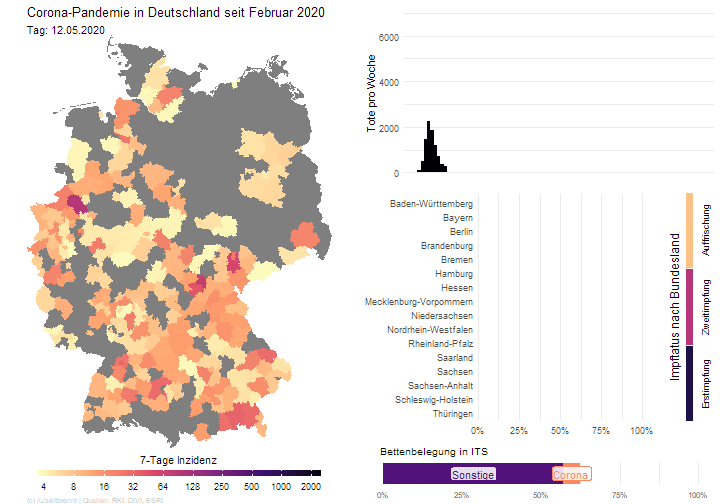 Corona-Pandemie in Deutschland seit Februar 2020
Tag: 12.05.2020
7-Tage Inzidenz
4 8 16 32 64 125 250 500 1000 2000
(c) /u/zeitbrennt | Quellen: RKI, DIVI, ESRI
Tote pro Woche
6000
4000
2000
0
Baden-Württemberg
Bayern
Berlin
Brandenburg
Bremen
Hamburg
Hessen
Mecklenburg-Vorpommern
Niedersachsen
Nordrhein-Westfalen
Rheinland-Pfalz
Saarland
Sachsen
Sachsen-Anhalt
Schleswig-Holstein
Thüringen
0% 25% 50% 75% 100%
Impfstatus nach Bundesland
Auffrischung
Zweitimpfung
Erstimpfung
Bettenbelegung in ITS
Sonstige Corona
0% 25% 50% 75% 100%